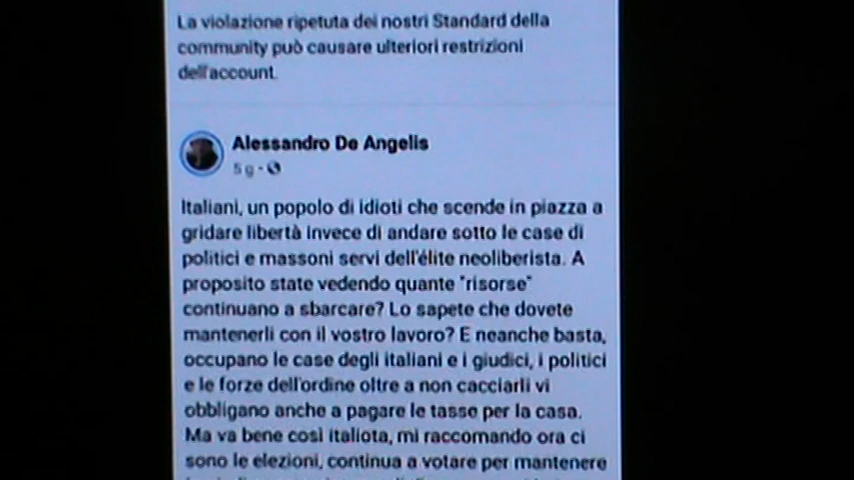 La violazione ripetuta dei nostri Standard della
community può causare ulteriori restrizioni
dell'account.
Alessandro De Angelis
5 g
Italiani, un popolo di idioti che scende in piazza a
gridare libertà invece di andare sotto le case di
politici e massoni servi dell'élite neoliberista. A
proposito state vedendo quante "risorse"
continuano a sbarcare? Lo sapete che dovete
mantenerli con il vostro lavoro? E neanche basta,
occupano le case degli italiani e i giudici, i politici
e le forze dell'ordine oltre a non cacciarli vi
obbligano anche a pagare le tasse per la casa.
Ma va bene così italiota, mi raccomando ora ci
sono le elezioni, continua a votare per mantenere